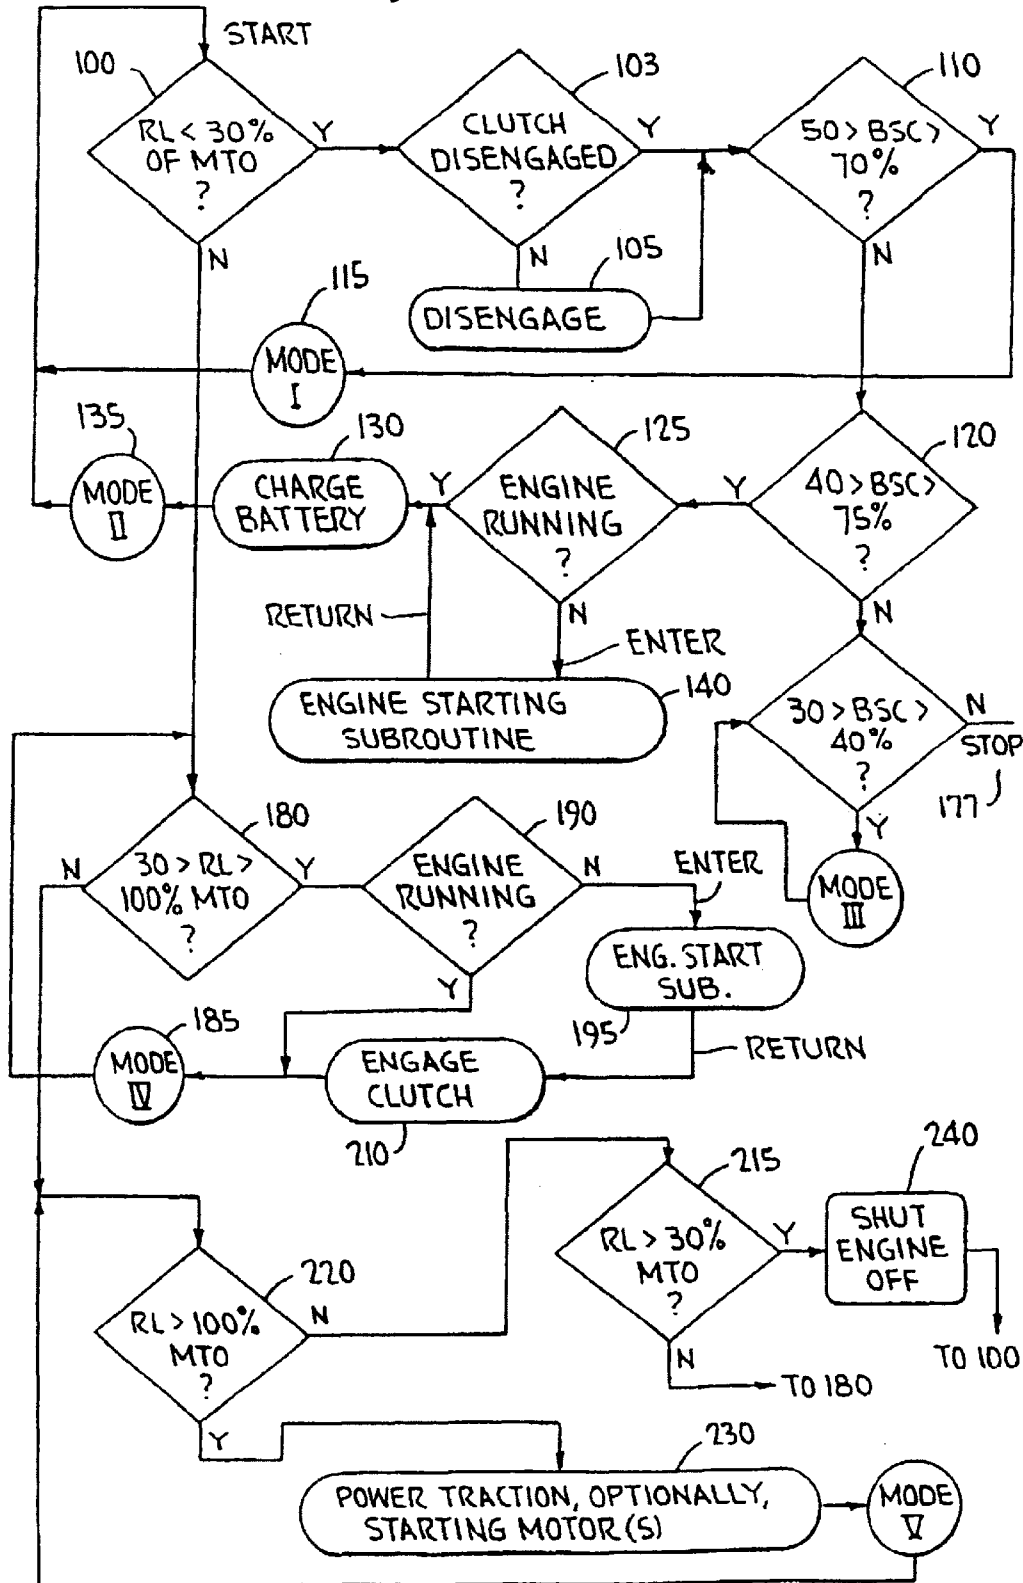 START
100
RL < 30%
OF MTO
?
Y
N
103
CLUTCH
DISENGAGED
?
Y
N
105
DISENGAGE
110
50 > BSC >
70%
?
Y
N
115
MODE
I
135
MODE
II
130
CHARGE
BATTERY
125
Y
ENGINE
RUNNING
?
N
120
Y
40 > BSC >
75%
?
N
RETURN
ENTER
140
ENGINE STARTING
SUBROUTINE
30 > BSC >
40%
?
N
STOP
177
Y
MODE
III
180
N
30 > RL >
100% MTO
?
Y
190
ENGINE
RUNNING
?
N
Y
ENTER
ENG. START
SUB.
195
RETURN
185
MODE
IV
ENGAGE
CLUTCH
210
215
RL > 30%
MTO
?
Y
N
TO 180
240
SHUT
ENGINE
OFF
TO 100
220
RL > 100%
MTO
?
N
Y
230
POWER TRACTION, OPTIONALLY,
STARTING MOTOR(S)
MODE
V